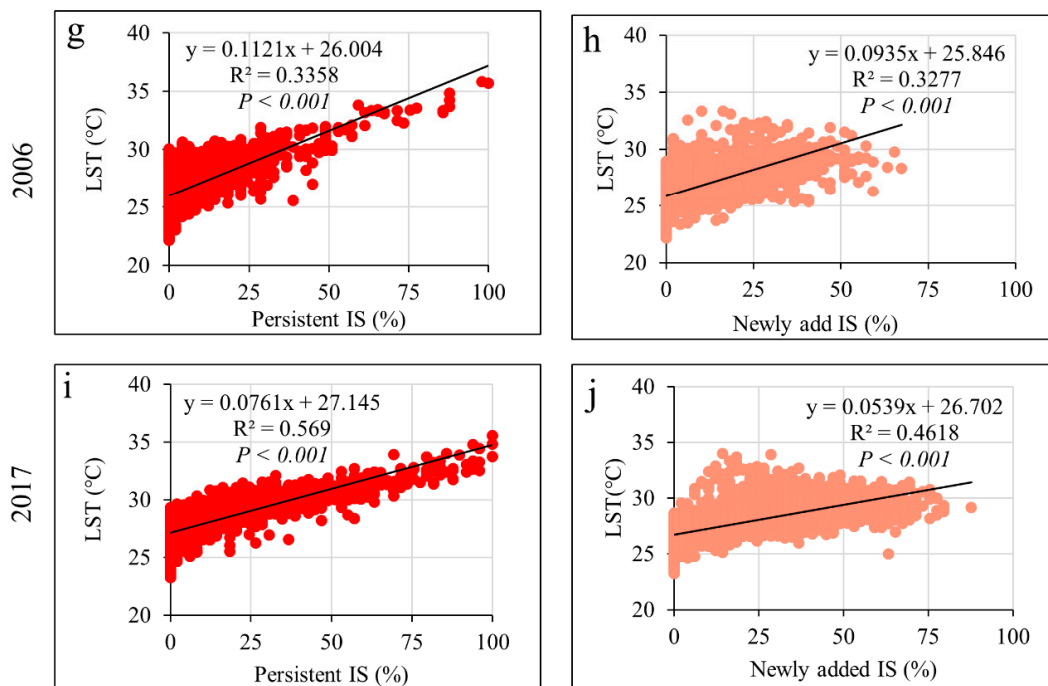 2006
g
y = 0.1121x + 26.004
R² = 0.3358
P < 0.001
LST (°C)
40
35
30
25
20
0 25 50 75 100
Persistent IS (%)
h
y = 0.0935x + 25.846
R² = 0.3277
P < 0.001
LST (°C)
40
35
30
25
20
0 25 50 75 100
Newly add IS (%)
2017
i
y = 0.0761x + 27.145
R² = 0.569
P < 0.001
LST (°C)
40
35
30
25
20
0 25 50 75 100
Persistent IS (%)
j
y = 0.0539x + 26.702
R² = 0.4618
P < 0.001
LST(°C)
40
35
30
25
20
0 25 50 75 100
Newly added IS (%)